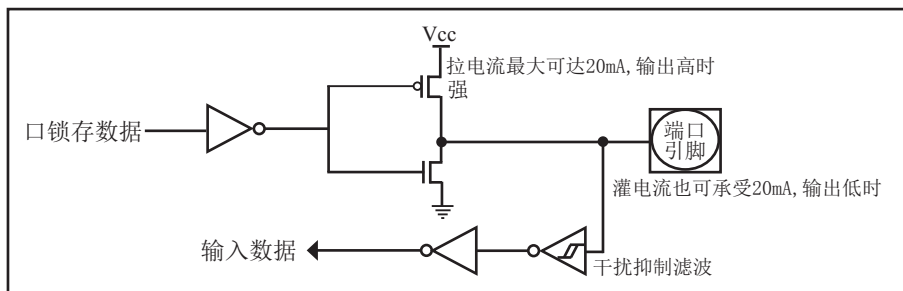 Vcc
拉电流最大可达20mA,输出高时
强
口锁存数据
端口
引脚
灌电流也可承受20mA,输出低时
输入数据
干扰抑制滤波